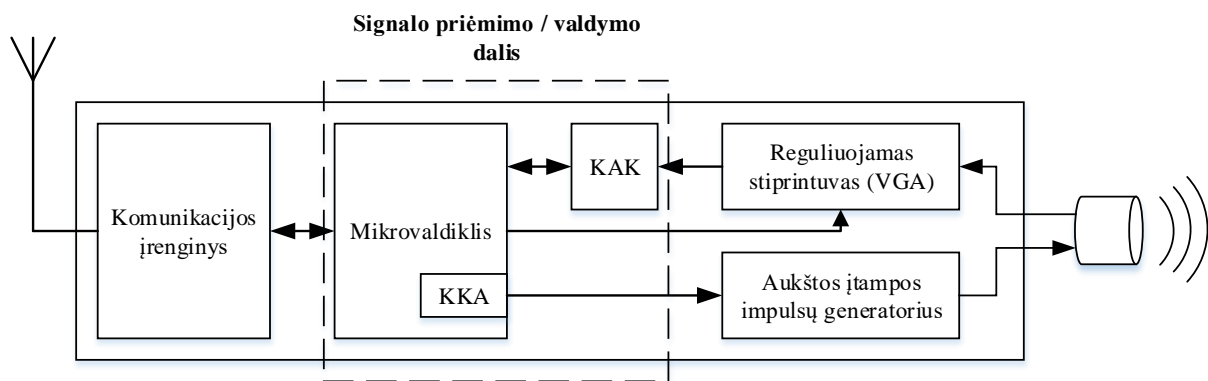 Signalo priėmimo / valdymo
dalis
Komunikacijos
įrenginys
Mikrovaldiklis
KKA
KAK
Reguliuojamas
stiprintuvas (VGA)
Aukštos įtampos
impulsų generatorius